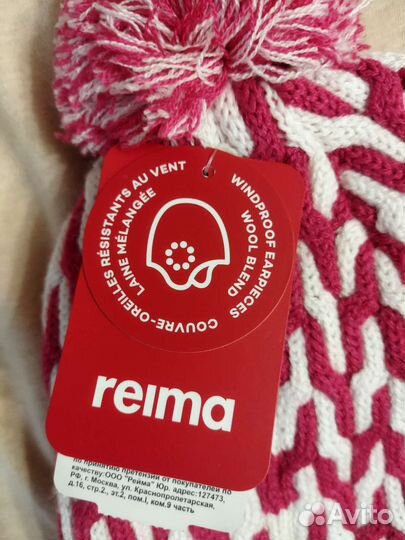 COUVRE-OREILLES RÉSISTANTS AU VENT
LAINE MÉLANGÉE
WINDPROOF EARPIECES
WOOL BLEND
reima
по принятию претензий от покупателей по
качеству:ООО "Рейма" Юр. адрес:127473,
РФ, г. Москва, ул. Краснопролетарская,
д.16, стр.2., эт.2, пом.I, ком.9 часть
Avito